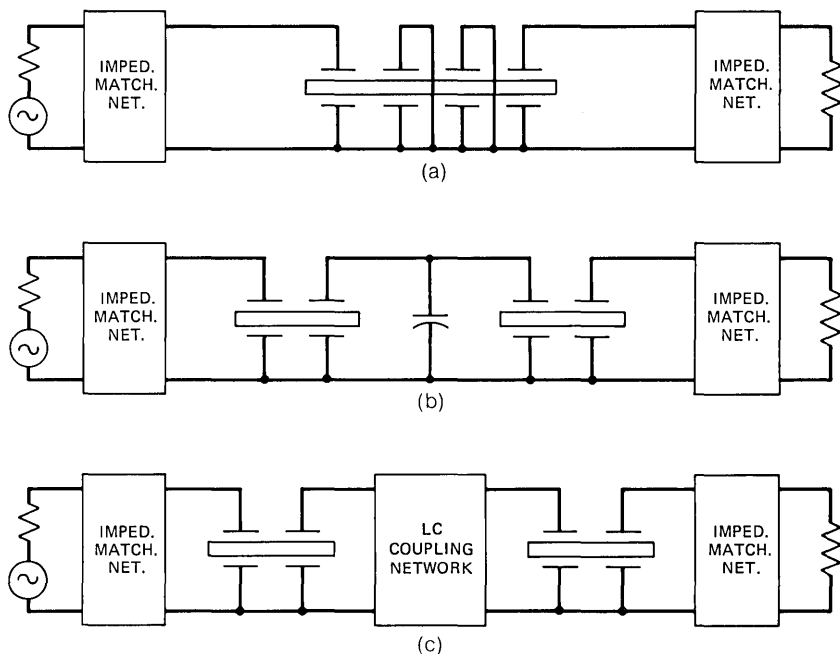 IMPED.
MATCH.
NET.
IMPED.
MATCH.
NET.
(a)
IMPED.
MATCH.
NET.
IMPED.
MATCH.
NET.
(b)
IMPED.
MATCH.
NET.
LC
COUPLING
NETWORK
IMPED.
MATCH.
NET.
(c)